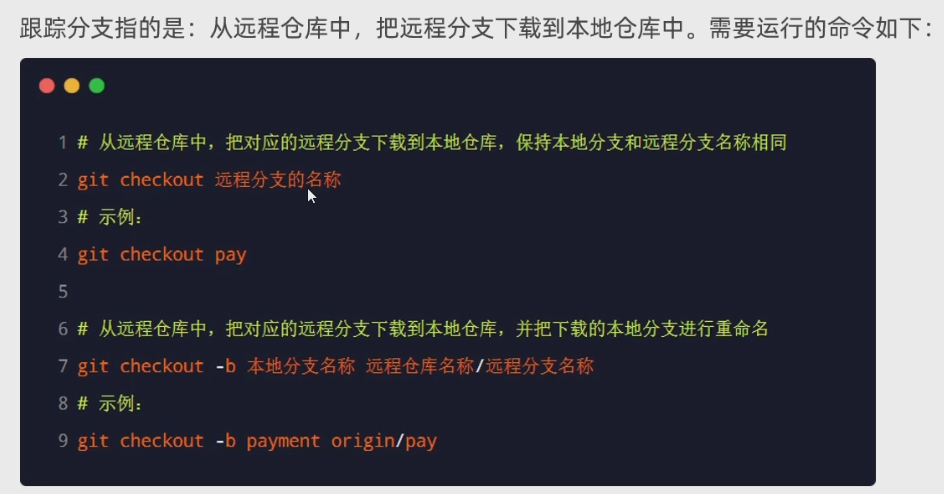 跟踪分支指的是：从远程仓库中，把远程分支下载到本地仓库中。需要运行的命令如下：
1 # 从远程仓库中，把对应的远程分支下载到本地仓库，保持本地分支和远程分支名称相同
2 git checkout 远程分支的名称
3 # 示例：
4 git checkout pay
5
6 # 从远程仓库中，把对应的远程分支下载到本地仓库，并把下载的本地分支进行重命名
7 git checkout -b 本地分支名称 远程仓库名称/远程分支名称
8 # 示例：
9 git checkout -b payment origin/pay